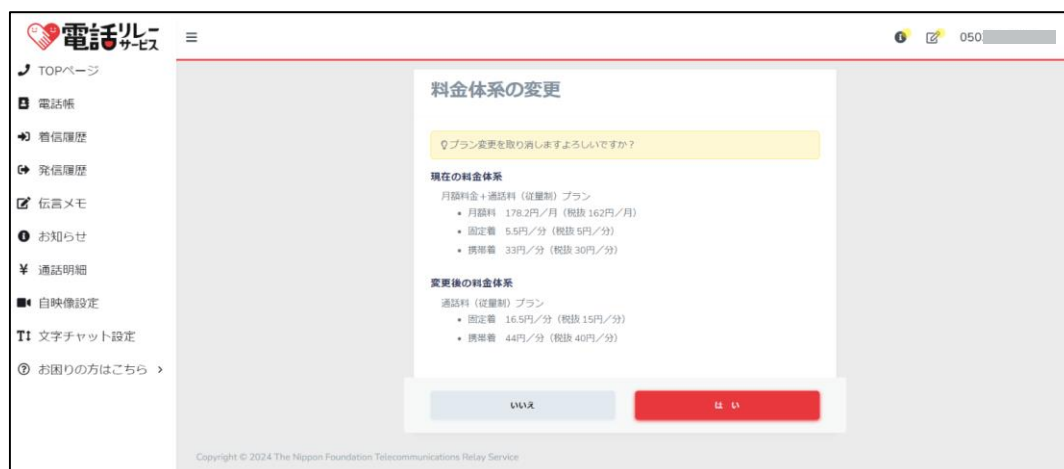 電話リレーサービス
050
TOPページ
電話帳
着信履歴
発信履歴
伝言メモ
お知らせ
¥ 通話明細
自映像設定
文字チャット設定
お困りの方はこちら
料金体系の変更
プラン変更を取り消しますよろしいですか？
現在の料金体系
月額料金+通話料（従量制）プラン
• 月額料 178.2円／月（税抜 162円／月）
• 固定着 5.5円／分（税抜 5円／分）
• 携帯着 33円／分（税抜 30円／分）
変更後の料金体系
通話料（従量制）プラン
• 固定着 16.5円／分（税抜 15円／分）
• 携帯着 44円／分（税抜 40円／分）
いいえ
は い
Copyright © 2024 The Nippon Foundation Telecommunications Relay Service